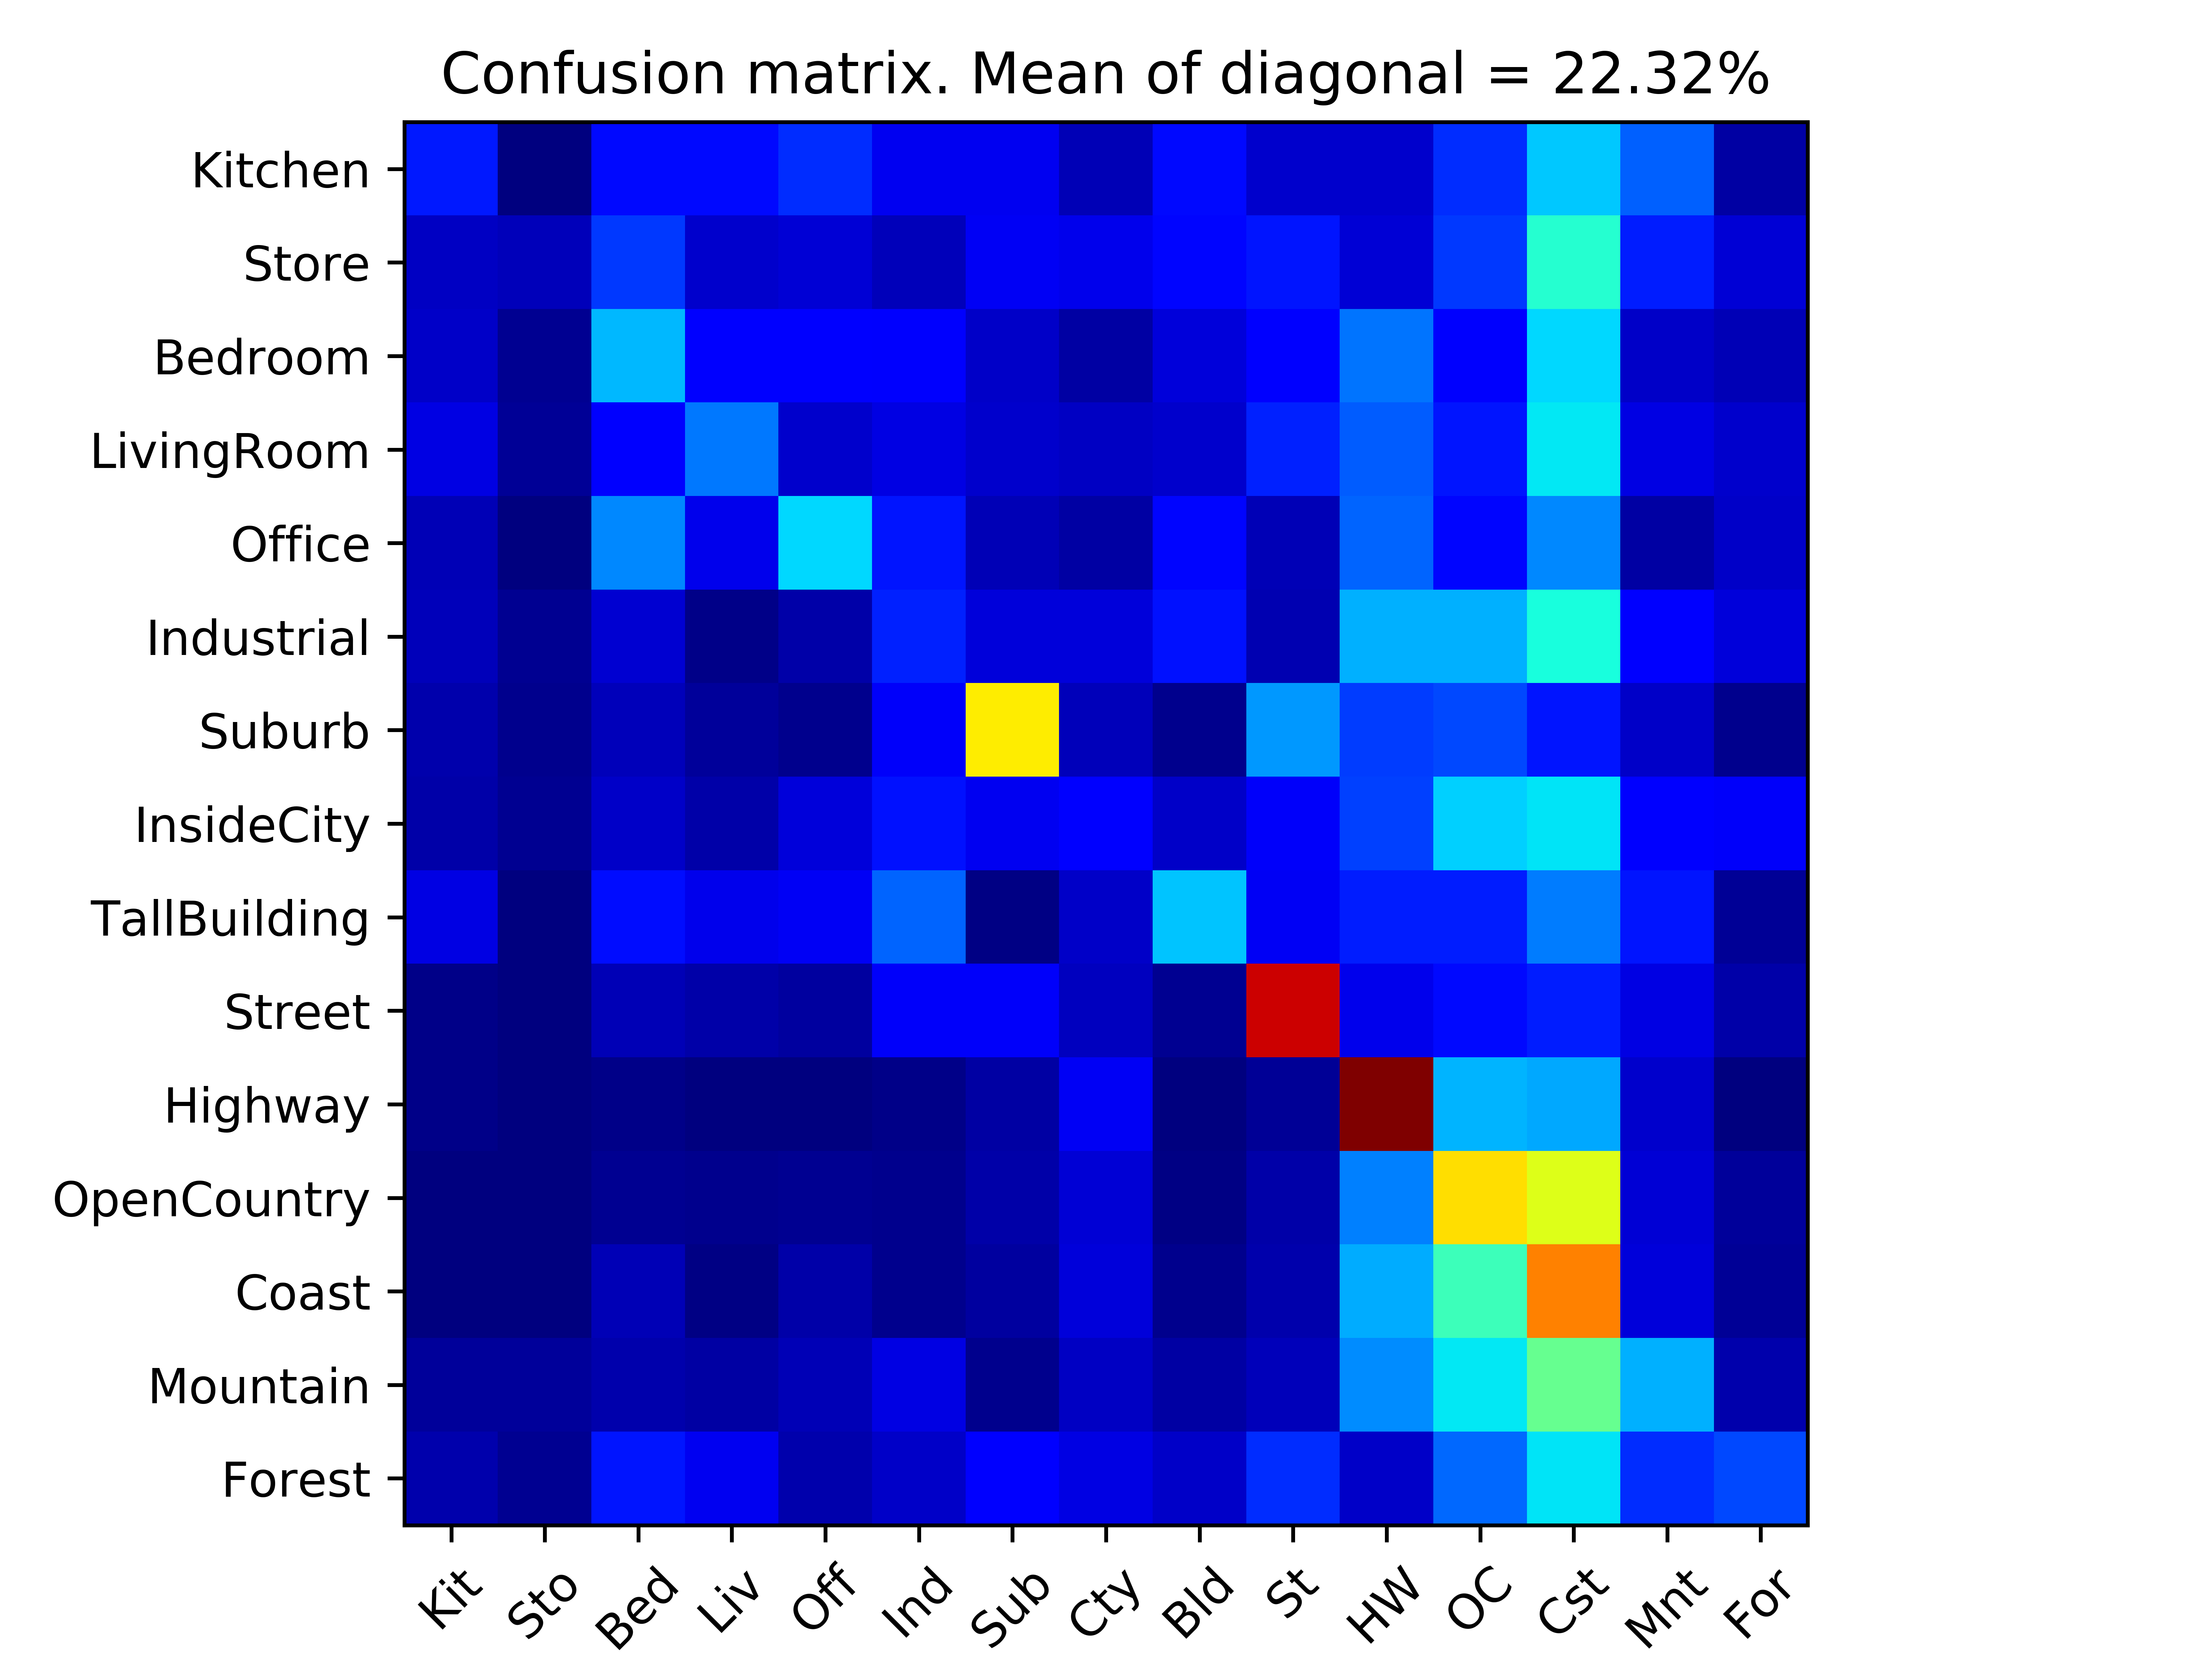 Confusion matrix. Mean of diagonal = 22.32%
Kitchen
Store
Bedroom
LivingRoom
Office
Industrial
Suburb
InsideCity
TallBuilding
Street
Highway
OpenCountry
Coast
Mountain
Forest
Kit Sto Bed Liv Off Ind Sub Cty Bld St HW OC Cst Mnt For